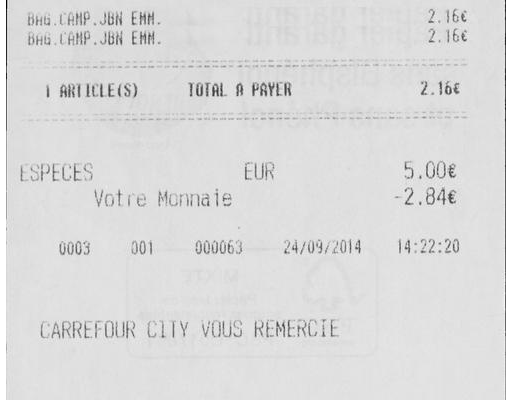 BAG.CAMP.JBN EMM. 2.16€
BAG.CAMP.JBN EMM. 2.16€
1 ARTICLE(S) TOTAL A PAYER 2.16€
ESPECES EUR 5.00€
Votre Monnaie -2.84€
0003 001 000063 24/09/2014 14:22:20
CARREFOUR CITY VOUS REMERCIE